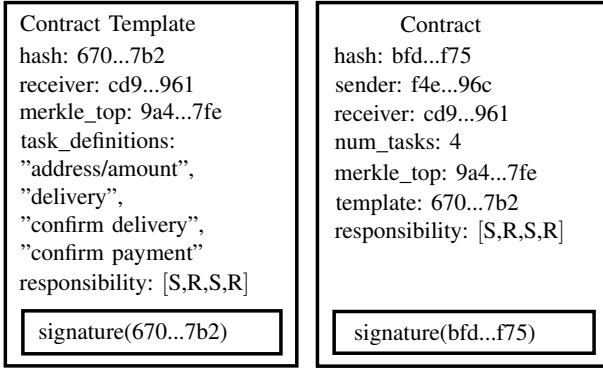 Contract Template
hash: 670...7b2
receiver: cd9...961
merkle_top: 9a4...7fe
task_definitions:
”address/amount”,
”delivery”,
”confirm delivery”,
”confirm payment”
responsibility: [S,R,S,R]
signature(670...7b2)
Contract
hash: bfd...f75
sender: f4e...96c
receiver: cd9...961
num_tasks: 4
merkle_top: 9a4...7fe
template: 670...7b2
responsibility: [S,R,S,R]
signature(bfd...f75)